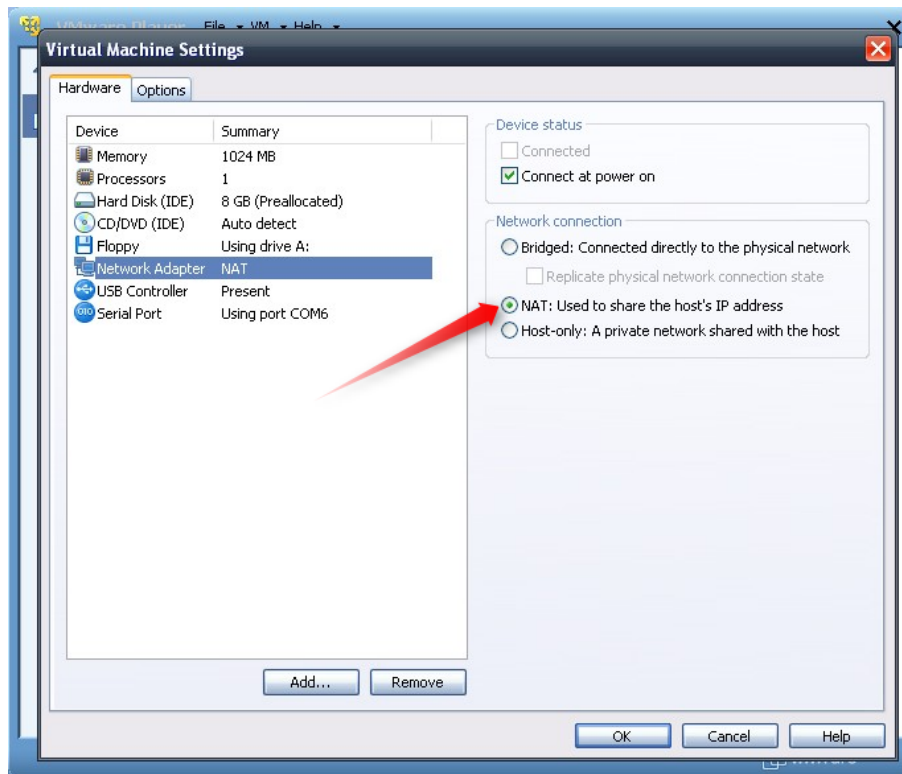 File VM Help
Virtual Machine Settings
Hardware Options
Device Summary
Memory 1024 MB
Processors 1
Hard Disk (IDE) 8 GB (Preallocated)
CD/DVD (IDE) Auto detect
Floppy Using drive A:
Network Adapter NAT
USB Controller Present
Serial Port Using port COM6
Add... Remove
Device status
Connected
Connect at power on
Network connection
Bridged: Connected directly to the physical network
Replicate physical network connection state
NAT: Used to share the host's IP address
Host-only: A private network shared with the host
OK Cancel Help